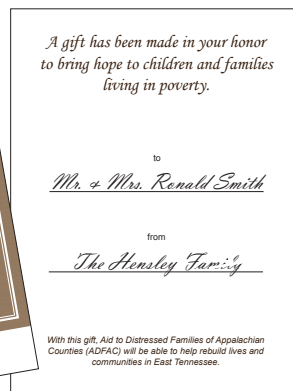 A gift has been made in your honor
to bring hope to children and families
living in poverty.
to
Mr. & Mrs. Ronald Smith
from
The Hensley Family
With this gift, Aid to Distressed Families of Appalachian
Counties (ADFAC) will be able to help rebuild lives and
communities in East Tennessee.